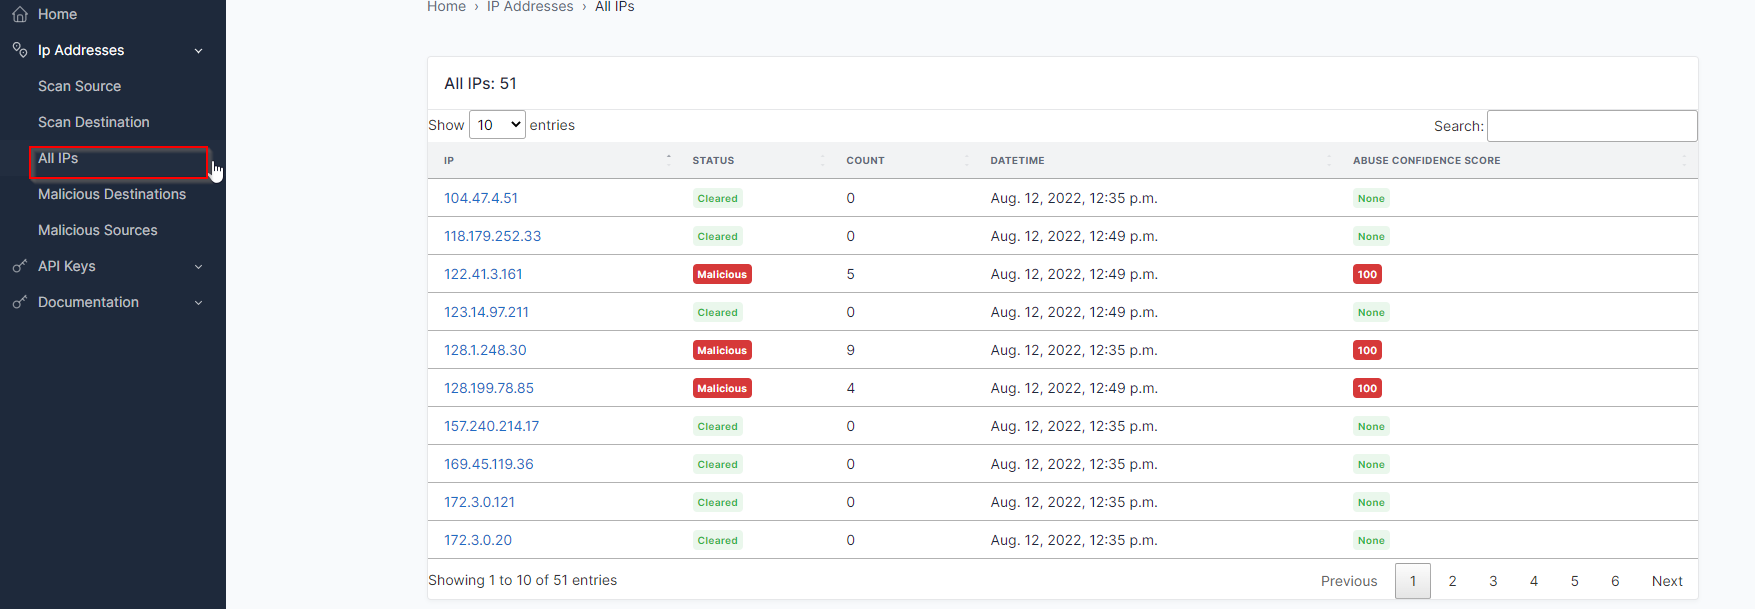 Home
Ip Addresses
Scan Source
Scan Destination
All IPs
Malicious Destinations
Malicious Sources
API Keys
Documentation
Home › IP Addresses › All IPs
All IPs: 51
Show 10 entries Search:
IP STATUS COUNT DATETIME ABUSE CONFIDENCE SCORE
104.47.4.51 Cleared 0 Aug. 12, 2022, 12:35 p.m. None
118.179.252.33 Cleared 0 Aug. 12, 2022, 12:49 p.m. None
122.41.3.161 Malicious 5 Aug. 12, 2022, 12:49 p.m. 100
123.14.97.211 Cleared 0 Aug. 12, 2022, 12:49 p.m. None
128.1.248.30 Malicious 9 Aug. 12, 2022, 12:35 p.m. 100
128.199.78.85 Malicious 4 Aug. 12, 2022, 12:49 p.m. 100
157.240.214.17 Cleared 0 Aug. 12, 2022, 12:35 p.m. None
169.45.119.36 Cleared 0 Aug. 12, 2022, 12:35 p.m. None
172.3.0.121 Cleared 0 Aug. 12, 2022, 12:35 p.m. None
172.3.0.20 Cleared 0 Aug. 12, 2022, 12:35 p.m. None
Showing 1 to 10 of 51 entries Previous 1 2 3 4 5 6 Next